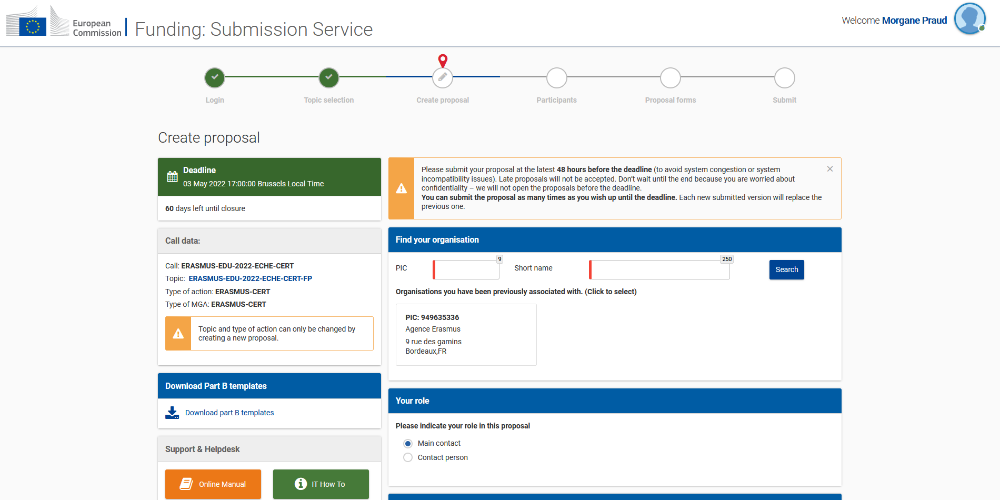 European
Commission
Funding: Submission Service
Welcome Morgane Praud
Login
Topic selection
Create proposal
Participants
Proposal forms
Submit
Create proposal
Deadline
03 May 2022 17:00:00 Brussels Local Time
60 days left until closure
Call data:
Call: ERASMUS-EDU-2022-ECHE-CERT
Topic: ERASMUS-EDU-2022-ECHE-CERT-FP
Type of action: ERASMUS-CERT
Type of MGA: ERASMUS-CERT
Topic and type of action can only be changed by
creating a new proposal.
Download Part B templates
Download part B templates
Support & Helpdesk
Online Manual
IT How To
Please submit your proposal at the latest 48 hours before the deadline (to avoid system congestion or system
incompatibility issues). Late proposals will not be accepted. Don't wait until the end because you are worried about
confidentiality – we will not open the proposals before the deadline.
You can submit the proposal as many times as you wish up until the deadline. Each new submitted version will replace the
previous one.
Find your organisation
PIC
9
Short name
250
Search
Organisations you have been previously associated with. (Click to select)
PIC: 949635336
Agence Erasmus
9 rue des gamins
Bordeaux,FR
Your role
Please indicate your role in this proposal
Main contact
Contact person